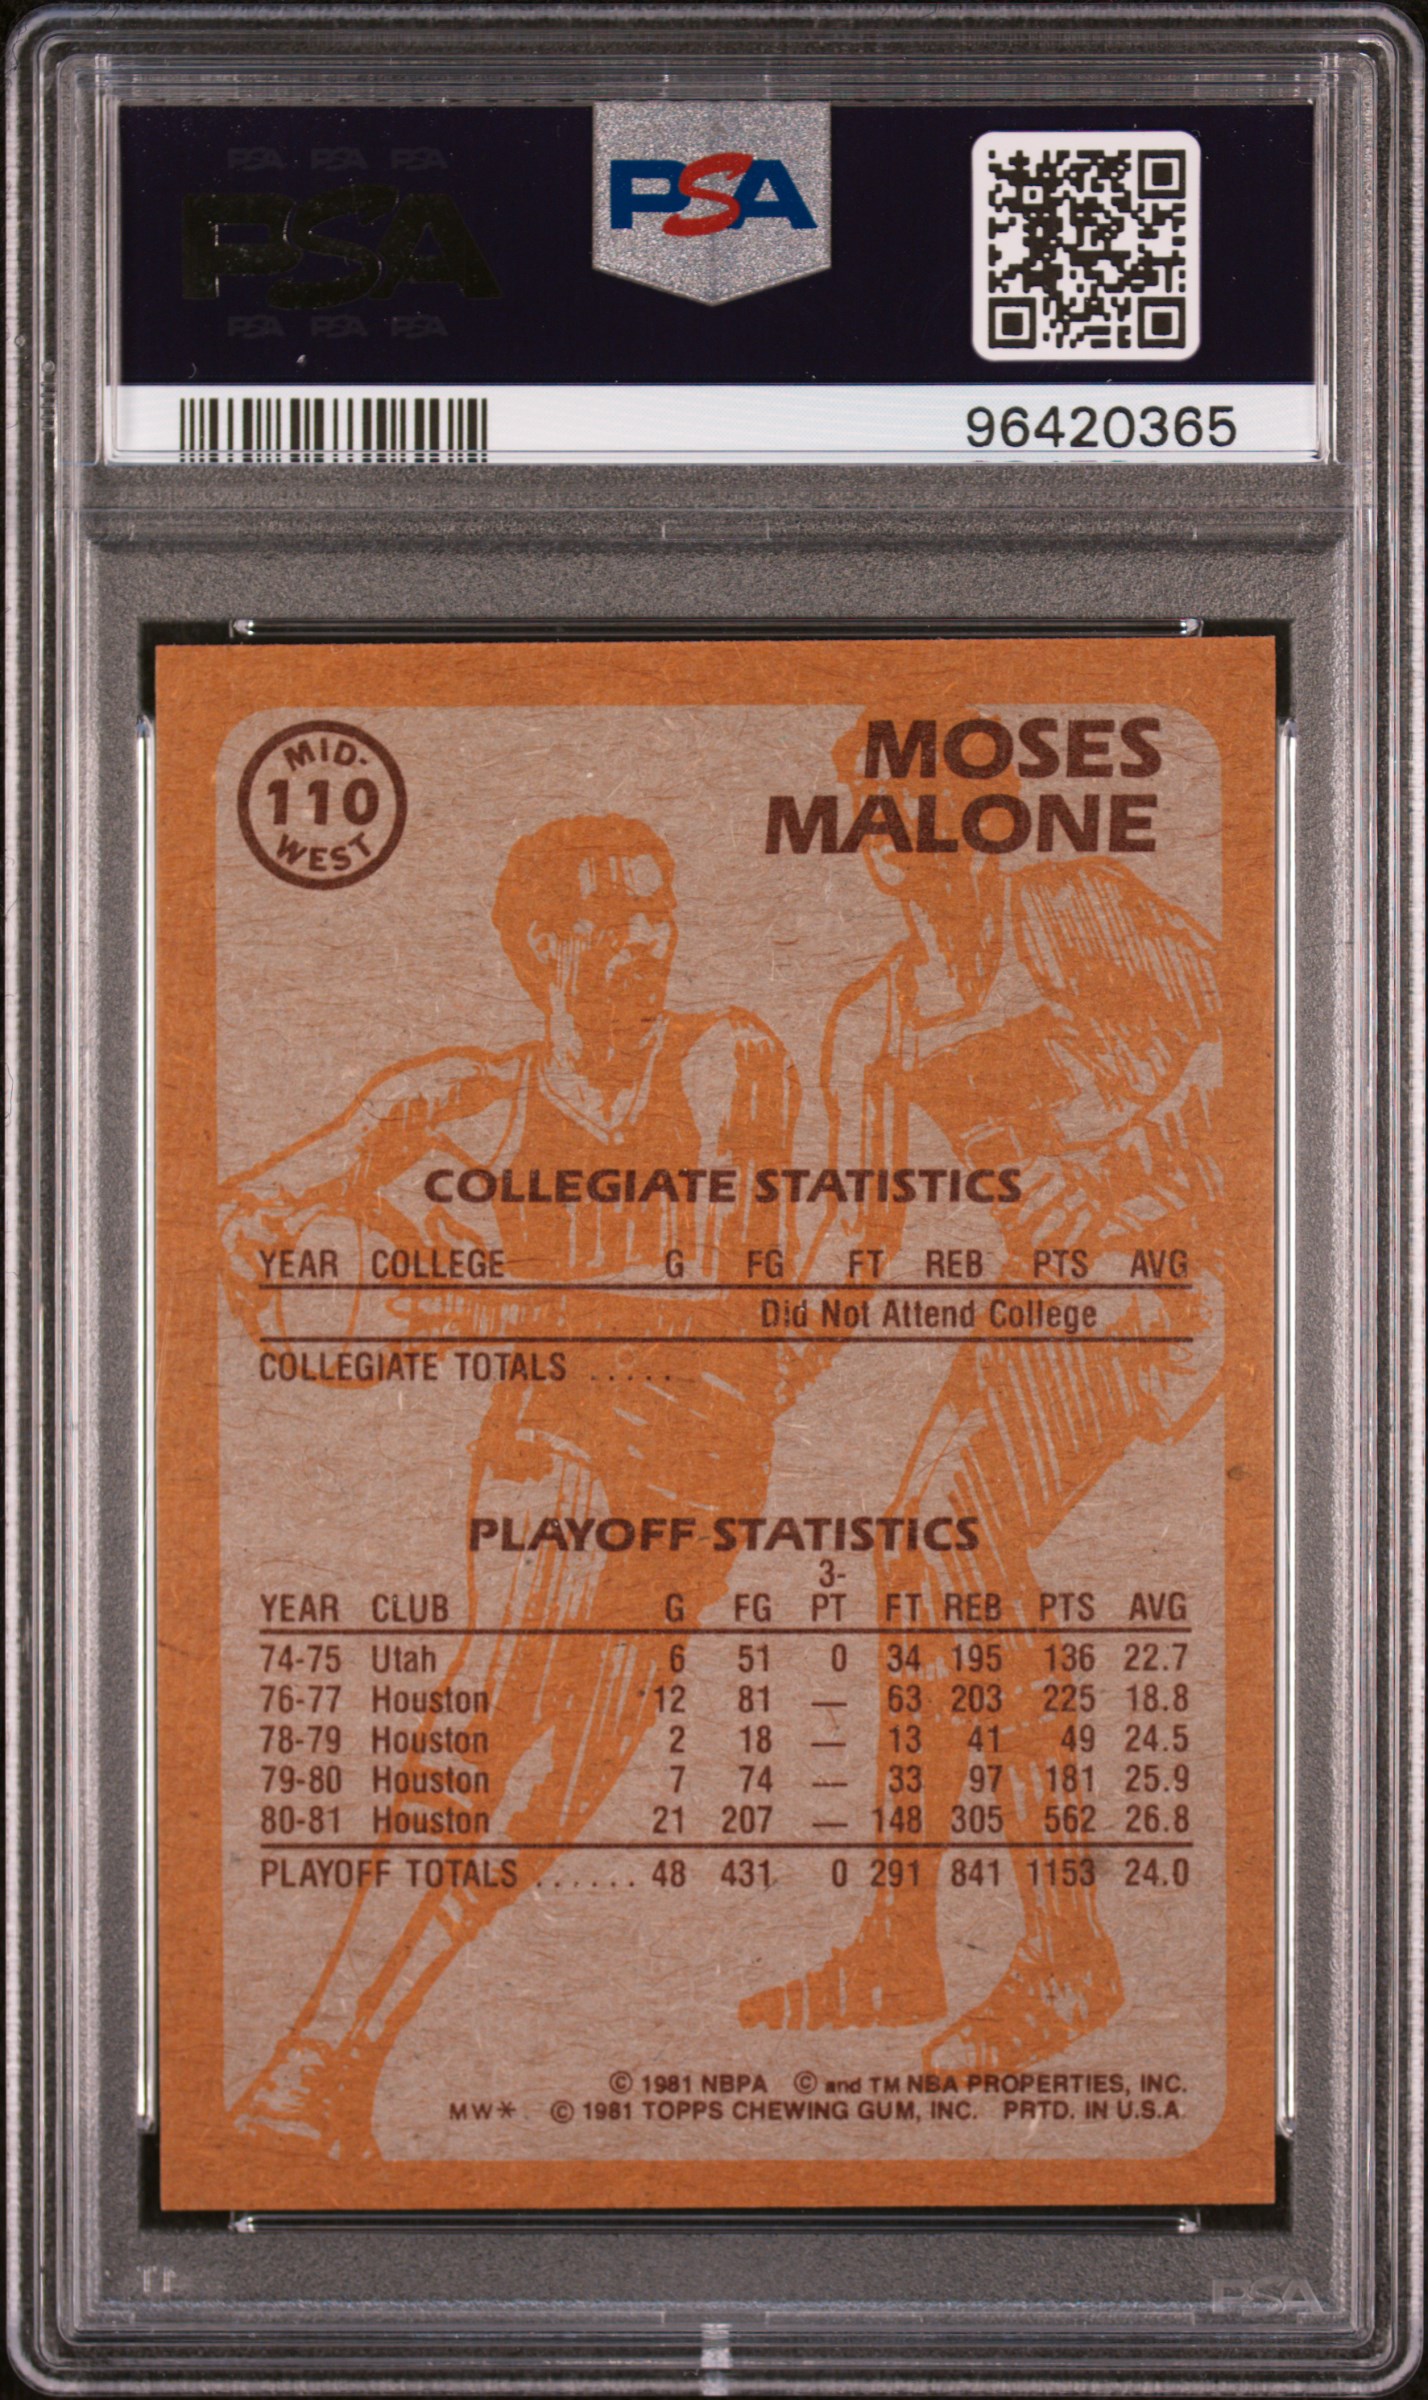 PSA PSA PSA
PSA
PSA PSA PSA
PSA
96420365
MID-
110
WEST
MOSES
MALONE
COLLEGIATE STATISTICS
YEAR COLLEGE G FG FT REB PTS AVG
Did Not Attend College
COLLEGIATE TOTALS .....
PLAYOFF STATISTICS
3-
YEAR CLUB G FG PT FT REB PTS AVG
74-75 Utah 6 51 0 34 195 136 22.7
76-77 Houston 12 81 — 63 203 225 18.8
78-79 Houston 2 18 — 13 41 49 24.5
79-80 Houston 7 74 — 33 97 181 25.9
80-81 Houston 21 207 — 148 305 562 26.8
PLAYOFF TOTALS ...... 48 431 0 291 841 1153 24.0
© 1981 NBPA © and TM NBA PROPERTIES, INC.
MW* © 1981 TOPPS CHEWING GUM, INC. PRTD. IN U.S.A.
PSA